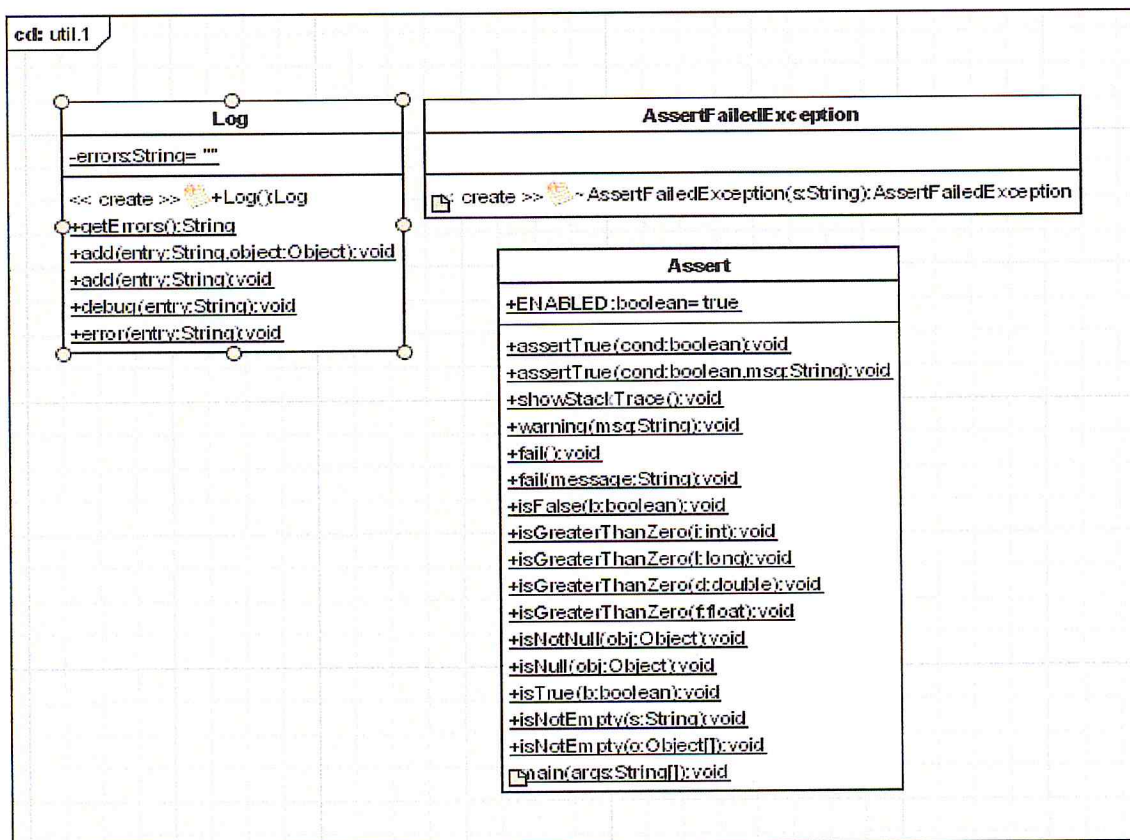 cd: util.1
Log
-errors:String= ""
<< create >> +Log():Log
+getErrors():String
+add(entry:String,object:Object):void
+add(entry:String):void
+debug(entry:String):void
+error(entry:String):void
AssertFailedException
create >> ~AssertFailedException(s:String):AssertFailedException
Assert
+ENABLED:boolean=true
+assertTrue(cond:boolean):void
+assertTrue(cond:boolean,msg:String):void
+showStackTrace():void
+warning(msg:String):void
+fail():void
+fail(message:String):void
+isFalse(b:boolean):void
+isGreaterThanZero(i:int):void
+isGreaterThanZero(l:long):void
+isGreaterThanZero(d:double):void
+isGreaterThanZero(f:float):void
+isNotNull(obj:Object):void
+isNull(obj:Object):void
+isTrue(b:boolean):void
+isNotEmpty(s:String):void
+isNotEmpty(o:Object[]):void
main(args:String[]):void